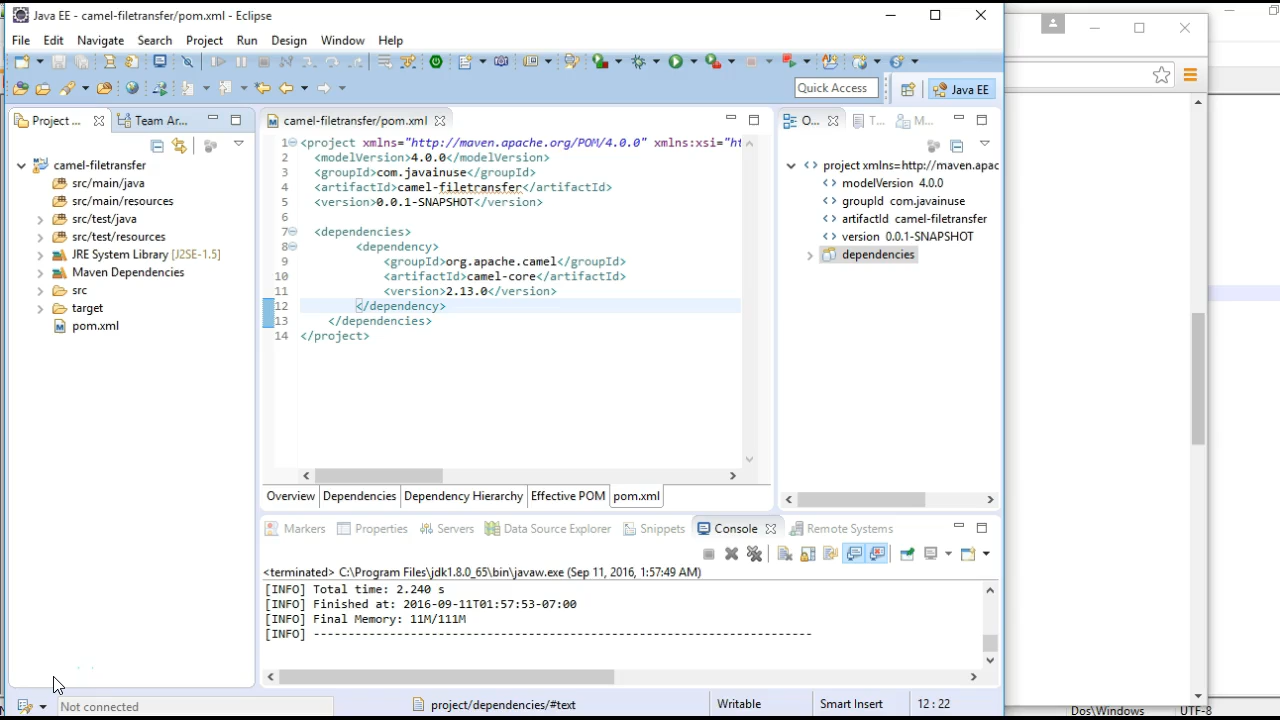 Java EE - camel-filetransfer/pom.xml - Eclipse
File Edit Navigate Search Project Run Design Window Help
Quick Access
Java EE
Project ...
Team Ar...
camel-filetransfer/pom.xml
O...
T...
M...
camel-filetransfer
src/main/java
src/main/resources
src/test/java
src/test/resources
JRE System Library [J2SE-1.5]
Maven Dependencies
src
target
pom.xml
1 <project xmlns="http://maven.apache.org/POM/4.0.0" xmlns:xsi="ht
2 <modelVersion>4.0.0</modelVersion>
3 <groupId>com.javainuse</groupId>
4 <artifactId>camel-filetransfer</artifactId>
5 <version>0.0.1-SNAPSHOT</version>
6
7 <dependencies>
8 <dependency>
9 <groupId>org.apache.camel</groupId>
10 <artifactId>camel-core</artifactId>
11 <version>2.13.0</version>
12 </dependency>
13 </dependencies>
14 </project>
project xmlns=http://maven.apac
modelVersion 4.0.0
groupId com.javainuse
artifactId camel-filetransfer
version 0.0.1-SNAPSHOT
dependencies
Overview Dependencies Dependency Hierarchy Effective POM pom.xml
Markers Properties Servers Data Source Explorer Snippets Console Remote Systems
<terminated> C:\Program Files\jdk1.8.0_65\bin\javaw.exe (Sep 11, 2016, 1:57:49 AM)
[INFO] Total time: 2.240 s
[INFO] Finished at: 2016-09-11T01:57:53-07:00
[INFO] Final Memory: 11M/111M
[INFO] ------------------------------------------------------------------------
Not connected
project/dependencies/#text
Writable
Smart Insert
12 : 22
Dos\Windows
UTF-8